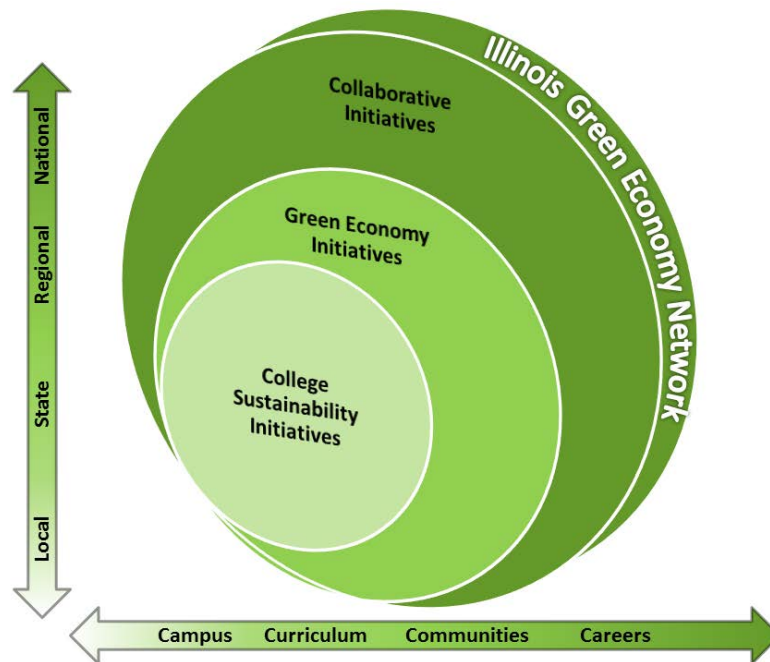 Illinois Green Economy Network
Collaborative
Initiatives
Green Economy
Initiatives
College
Sustainability
Initiatives
National
Regional
State
Local
Campus Curriculum Communities Careers